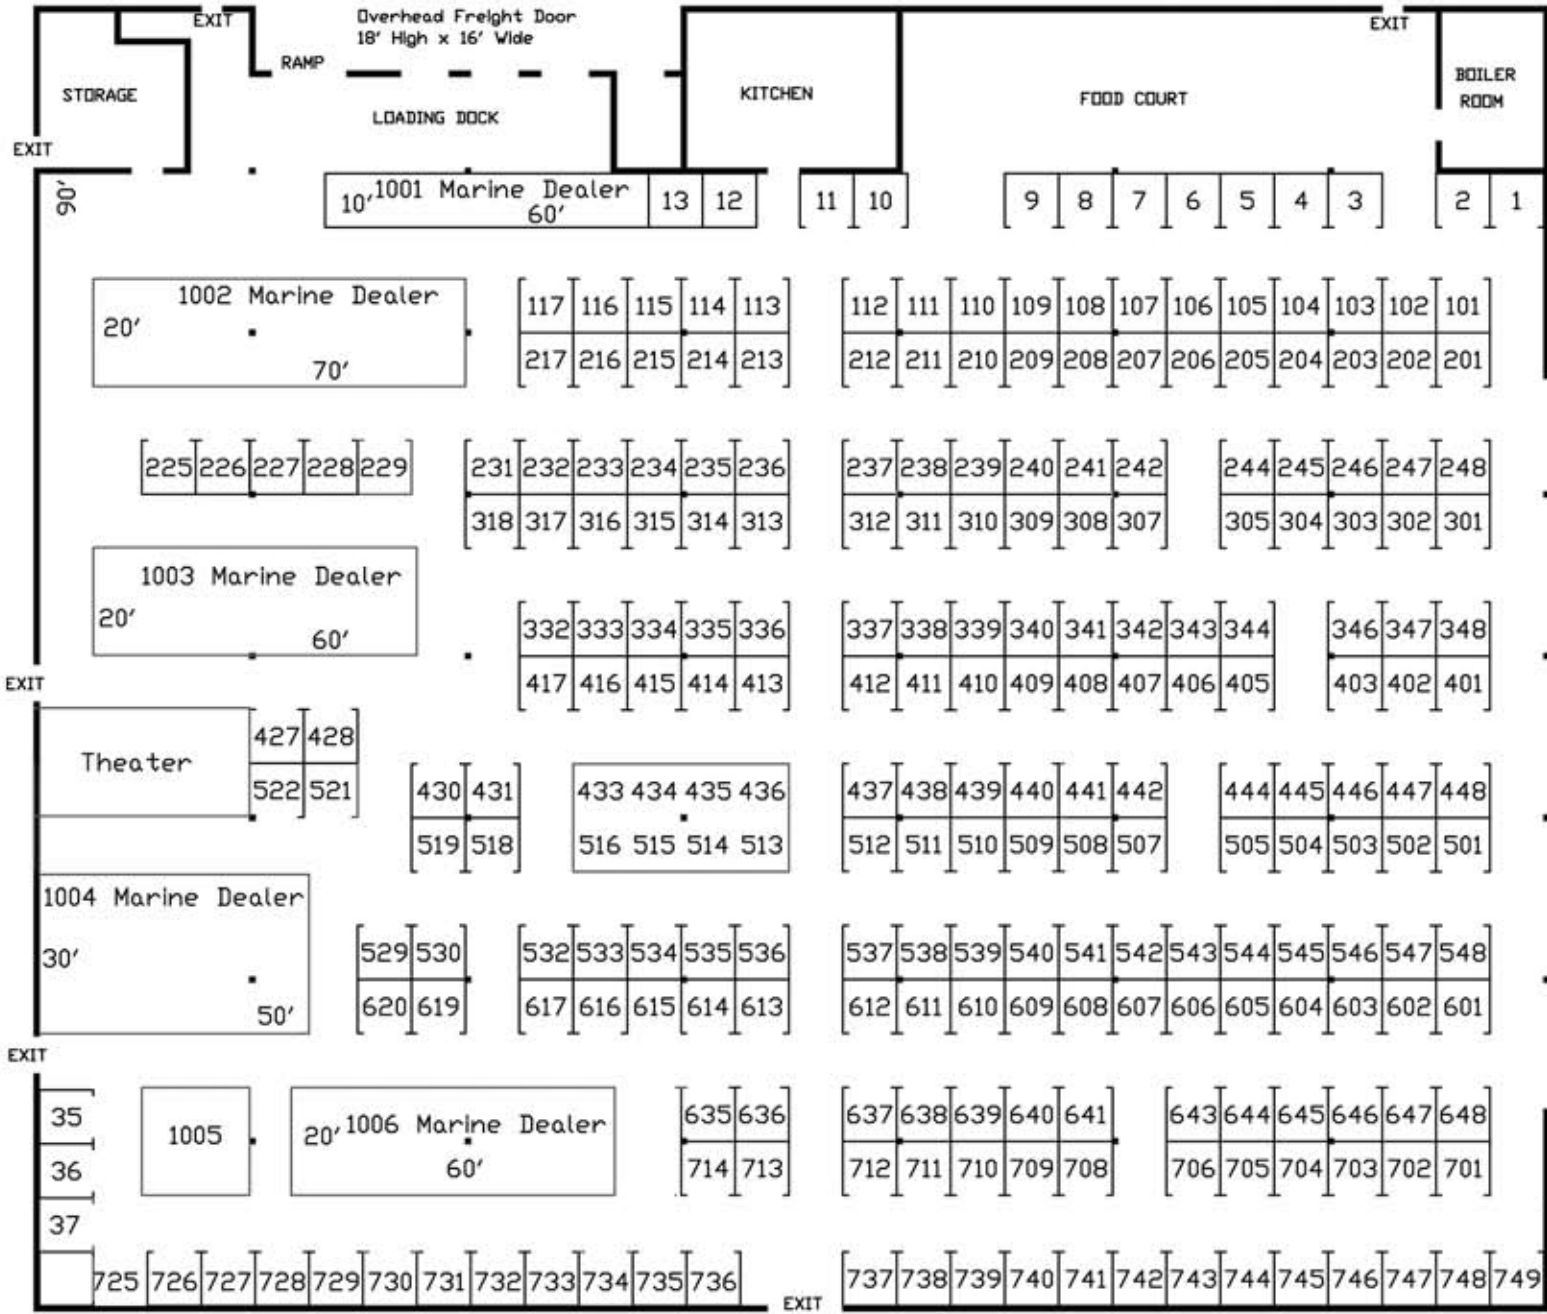 EXIT
Overhead Freight Door
18' High x 16' Wide
EXIT
RAMP
STORAGE
LOADING DOCK
KITCHEN
FOOD COURT
BOILER
ROOM
EXIT
90'
10' 1001 Marine Dealer
60'
13 12 11 10 9 8 7 6 5 4 3 2 1
1002 Marine Dealer
20'
70'
117 116 115 114 113 112 111 110 109 108 107 106 105 104 103 102 101
217 216 215 214 213 212 211 210 209 208 207 206 205 204 203 202 201
225 226 227 228 229 231 232 233 234 235 236 237 238 239 240 241 242 244 245 246 247 248
318 317 316 315 314 313 312 311 310 309 308 307 305 304 303 302 301
1003 Marine Dealer
20'
60'
332 333 334 335 336 337 338 339 340 341 342 343 344 346 347 348
417 416 415 414 413 412 411 410 409 408 407 406 405 403 402 401
EXIT
Theater
427 428
522 521
430 431 433 434 435 436 437 438 439 440 441 442 444 445 446 447 448
519 518 516 515 514 513 512 511 510 509 508 507 505 504 503 502 501
1004 Marine Dealer
30'
50'
529 530 532 533 534 535 536 537 538 539 540 541 542 543 544 545 546 547 548
620 619 617 616 615 614 613 612 611 610 609 608 607 606 605 604 603 602 601
EXIT
35
36
37
1005
20' 1006 Marine Dealer
60'
635 636 637 638 639 640 641 643 644 645 646 647 648
714 713 712 711 710 709 708 706 705 704 703 702 701
725 726 727 728 729 730 731 732 733 734 735 736 737 738 739 740 741 742 743 744 745 746 747 748 749
EXIT